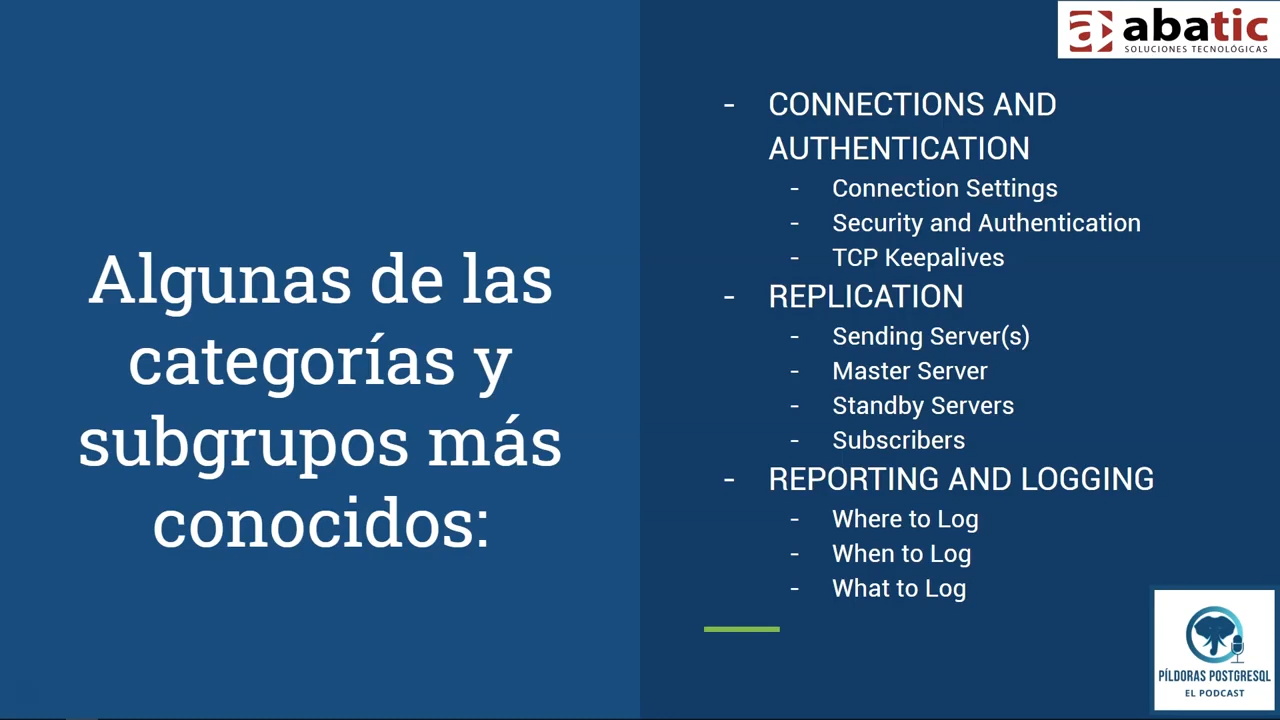 Algunas de las
categorías y
subgrupos más
conocidos:
abatic
SOLUCIONES TECNOLÓGICAS
- CONNECTIONS AND
AUTHENTICATION
- Connection Settings
- Security and Authentication
- TCP Keepalives
- REPLICATION
- Sending Server(s)
- Master Server
- Standby Servers
- Subscribers
- REPORTING AND LOGGING
- Where to Log
- When to Log
- What to Log
PÍLDORAS POSTGRESQL
EL PODCAST